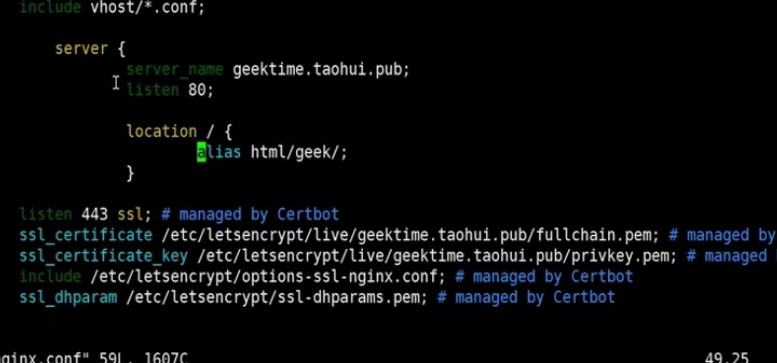 include vhost/*.conf;
server {
server_name geektime.taohui.pub;
listen 80;
location / {
alias html/geek/;
}
listen 443 ssl; # managed by Certbot
ssl_certificate /etc/letsencrypt/live/geektime.taohui.pub/fullchain.pem; # managed by
ssl_certificate_key /etc/letsencrypt/live/geektime.taohui.pub/privkey.pem; # managed
include /etc/letsencrypt/options-ssl-nginx.conf; # managed by Certbot
ssl_dhparam /etc/letsencrypt/ssl-dhparams.pem; # managed by Certbot
nginx.conf" 59L, 1607C 49,25